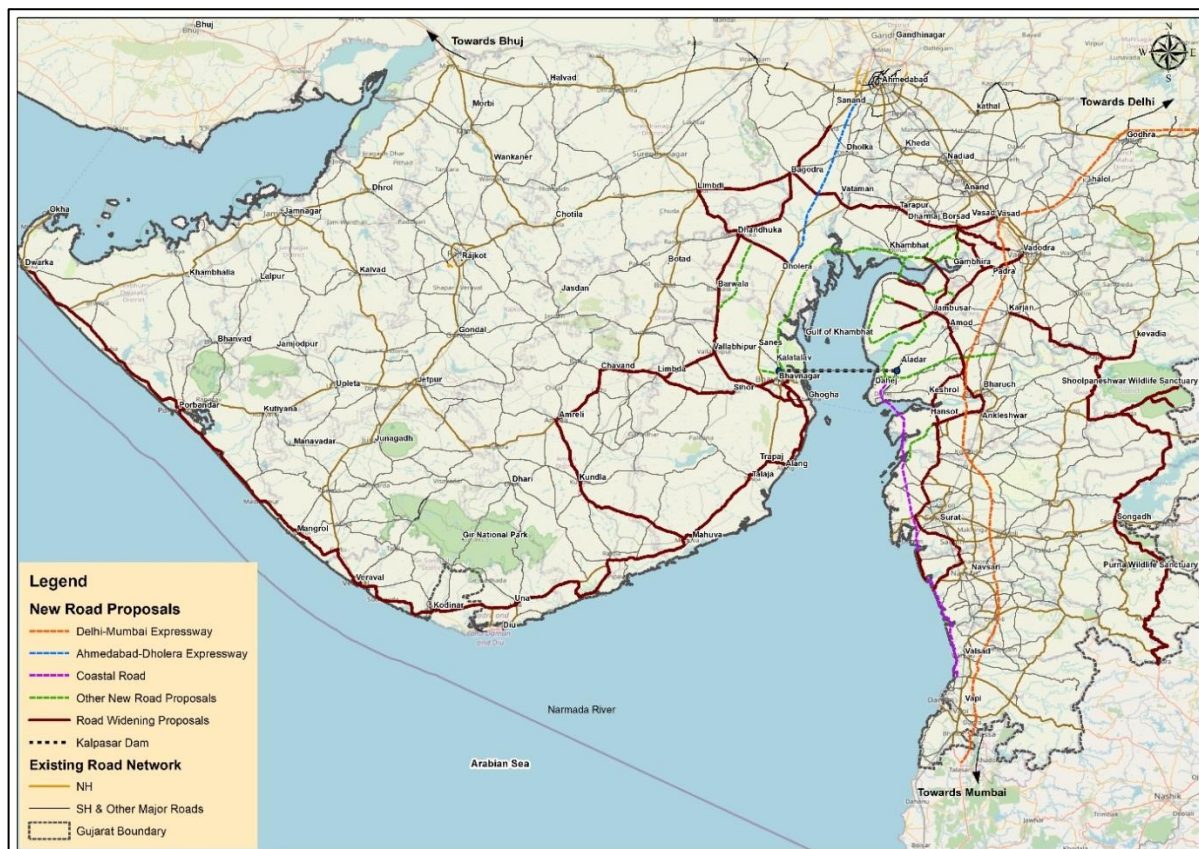 Bhuj
Towards Bhuj
Gandhinagar
N
W
E
S
Ahmedabad
Halvad
Sanand
Morbi
kathal
Towards Delhi
Godhra
Dholka
Kheda
Wankaner
Nadiad
Bagodra
Limbdi
Dhrol
Vataman
Anand
Halol
Okha
Jamnagar
Chotila
Tarapur
Dharmaj
Borsad
Vasad
Vasad
Dhandhuka
Khambhat
Vadodra
Dwarka
Khambhalia
Lalpur
Kalvad
Rajkot
Botad
Dholera
Gambhira
Padra
Jasdan
Barwala
Jambusar
Karjan
Amod
Gondal
Gulf of Khambhat
kevadia
Bhanvad
Jamjodpur
Vallabhipur
Sanes
Kalatalav
Aladar
Chavand
Limbda
Shoolpaneshwar Wildlife Sanctuary
Upleta
Jetpur
Sihor
Bhavnagar
Dahej
Keshrol
Bharuch
Ghogha
Porbandar
Kutiyana
Amreli
Hansot
Ankleshwar
Manavadar
Junagadh
Trapaj
Alang
Dhari
Kundla
Talaja
Mangrol
Gir National Park
Mahuva
Surat
Songadh
Veraval
Navsari
Purna Wildlife Sanctuary
Kodinar
Una
Diu
Valsad
Vapi
Narmada River
Arabian Sea
Towards Mumbai
Nashik
Legend
New Road Proposals
Delhi-Mumbai Expressway
Ahmedabad-Dholera Expressway
Coastal Road
Other New Road Proposals
Road Widening Proposals
Kalpasar Dam
Existing Road Network
NH
SH & Other Major Roads
Gujarat Boundary